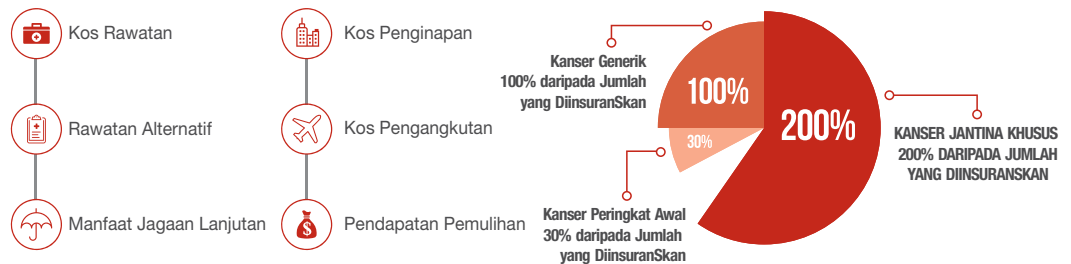 Kos Rawatan
Rawatan Alternatif
Manfaat Jagaan Lanjutan
Kos Penginapan
Kos Pengangkutan
Pendapatan Pemulihan
$
Kanser Generik
100% daripada Jumlah
yang DiinsuranSkan
100%
200%
30%
Kanser Peringkat Awal
30% daripada Jumlah
yang DiinsuranSkan
KANSER JANTINA KHUSUS
200% DARIPADA JUMLAH
YANG DIINSURANSKAN